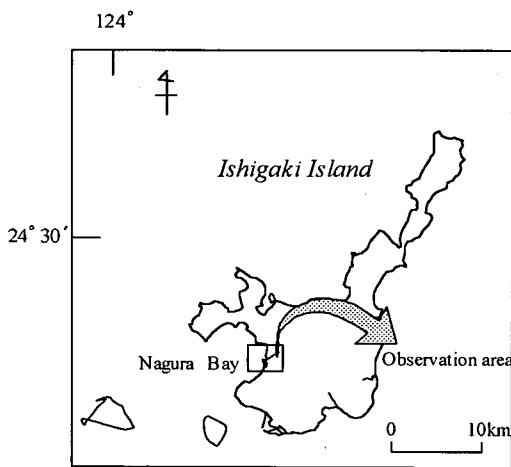 124°
Ishigaki Island
24° 30′
Nagura Bay
Observation area
0 10km